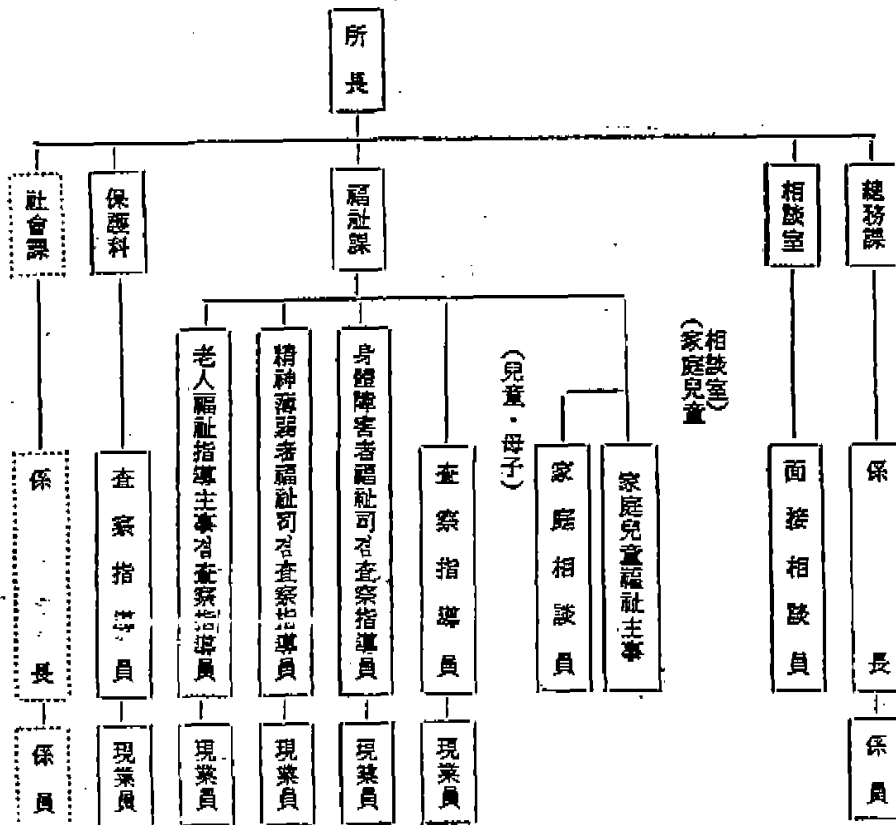 所長
總務課
相談室
福祉課
保護科
社會課
(家庭兒童
相談室)
(兒童・母子)
係長
面接相談員
家庭兒童福祉主事
家庭相談員
査察指導員
身體障害者福祉司겸査察指導員
精神薄弱者福祉司겸査察指導員
老人福祉指導主事겸査察指導員
査察指導員
係長
係員
現業員
現業員
現業員
現業員
現業員
係員